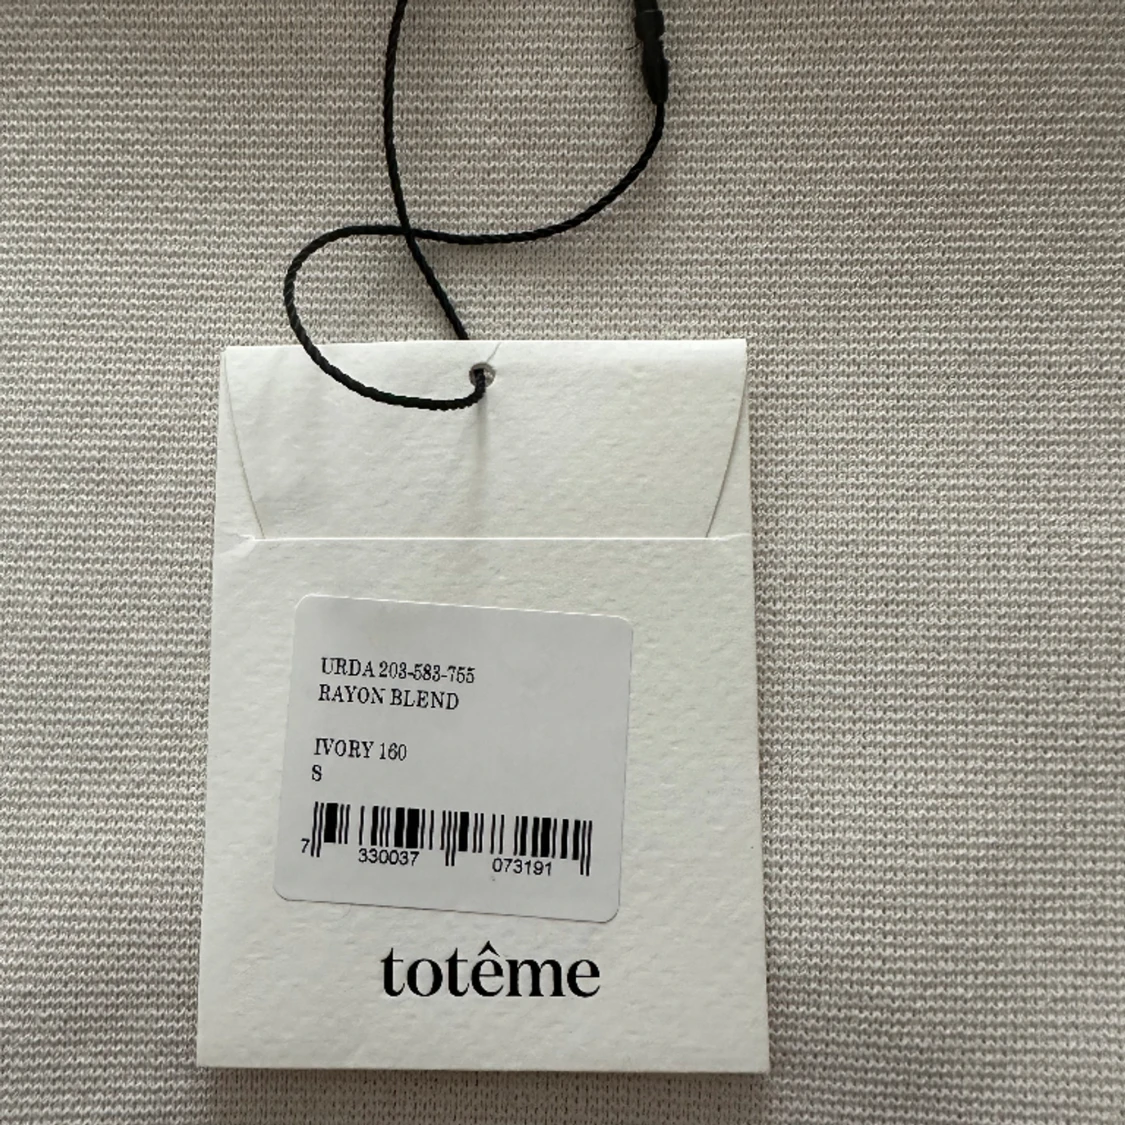 URDA 203-583-755
RAYON BLEND
IVORY 160
S
7 330037 073191
totême